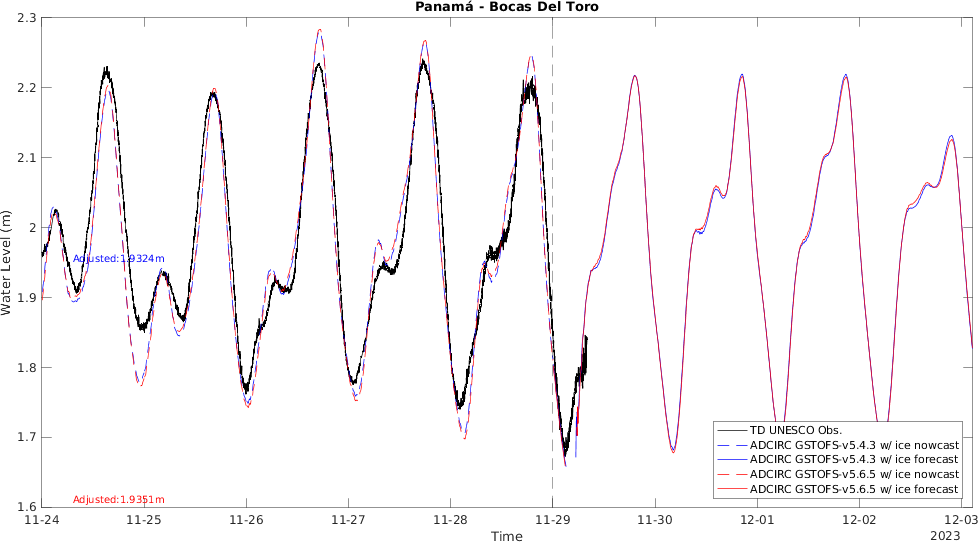 Panamá - Bocas Del Toro
2.3
2.2
2.1
2
1.9
1.8
1.7
1.6
Water Level (m)
Adjusted:1.9324m
Adjusted:1.9351m
TD UNESCO Obs.
ADCIRC GSTOFS-v5.4.3 w/ ice nowcast
ADCIRC GSTOFS-v5.4.3 w/ ice forecast
ADCIRC GSTOFS-v5.6.5 w/ ice nowcast
ADCIRC GSTOFS-v5.6.5 w/ ice forecast
11-24 11-25 11-26 11-27 11-28 11-29 11-30 12-01 12-02 12-03
Time
2023